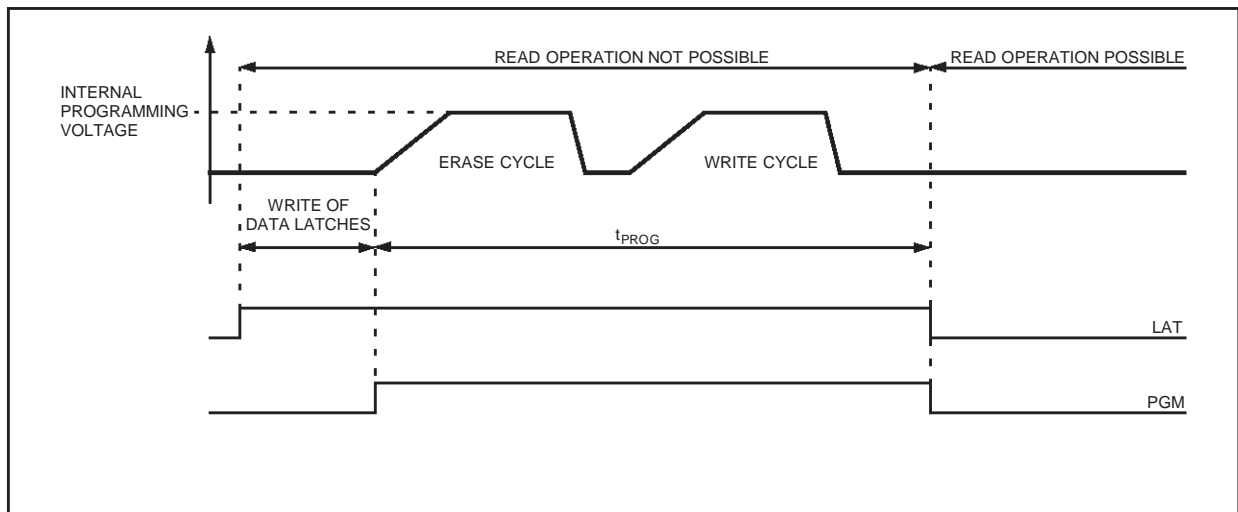 READ OPERATION NOT POSSIBLE
READ OPERATION POSSIBLE
INTERNAL
PROGRAMMING
VOLTAGE
ERASE CYCLE
WRITE CYCLE
WRITE OF
DATA LATCHES
tPROG
LAT
PGM